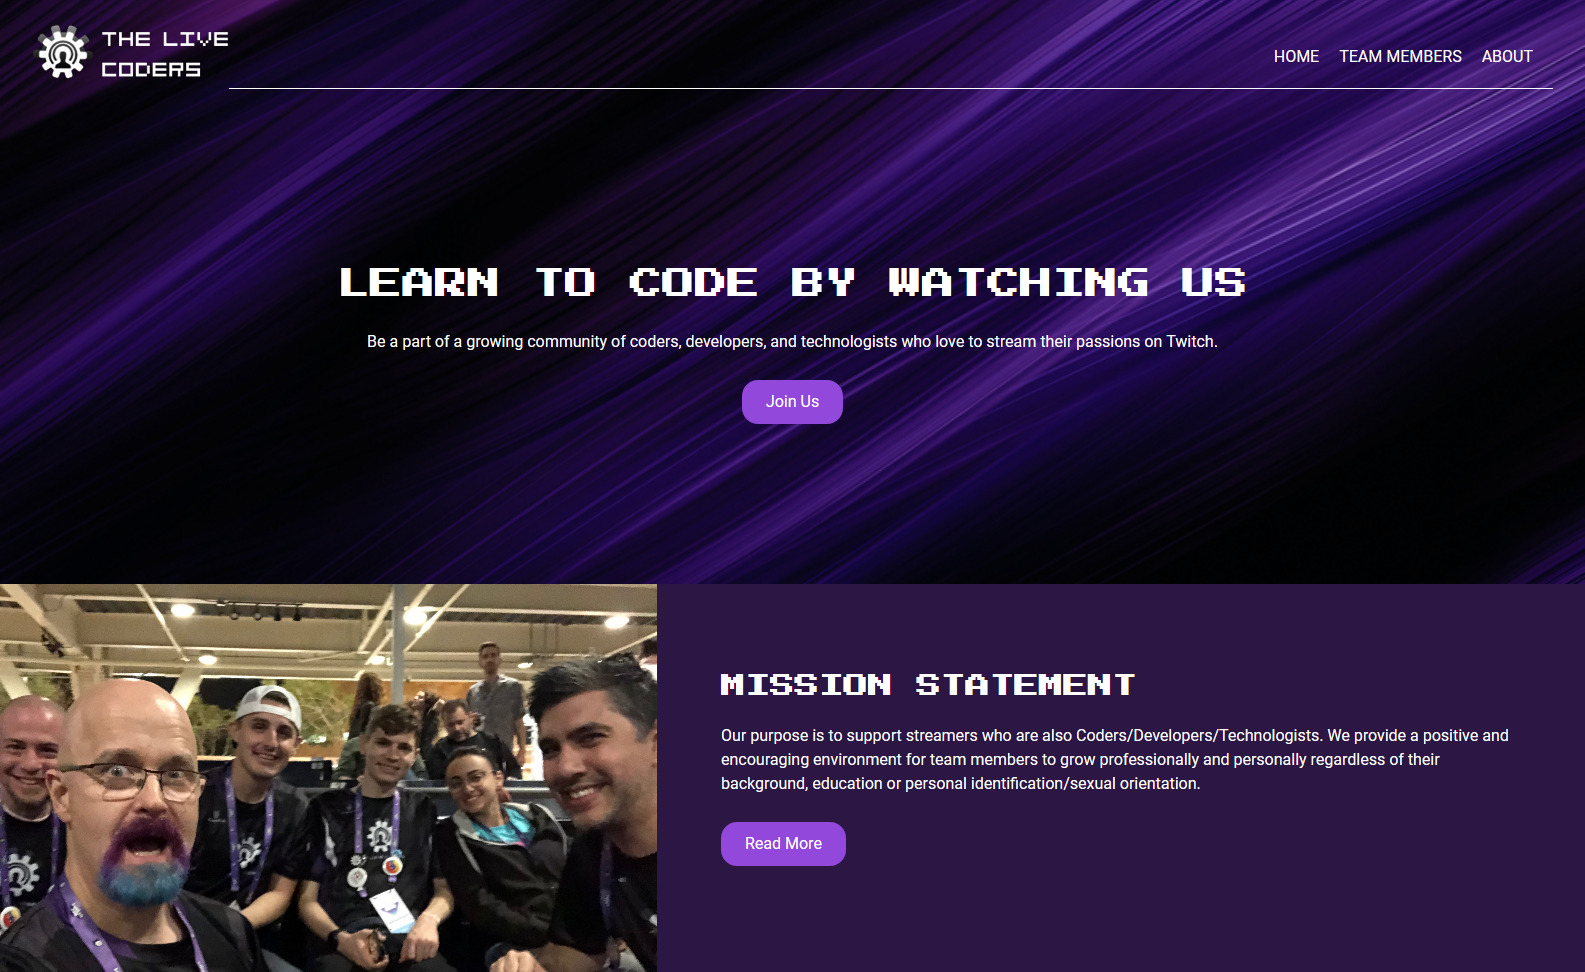 THE LIVE
CODERS
HOME TEAM MEMBERS ABOUT
LEARN TO CODE BY WATCHING US
Be a part of a growing community of coders, developers, and technologists who love to stream their passions on Twitch.
Join Us
MISSION STATEMENT
Our purpose is to support streamers who are also Coders/Developers/Technologists. We provide a positive and
encouraging environment for team members to grow professionally and personally regardless of their
background, education or personal identification/sexual orientation.
Read More